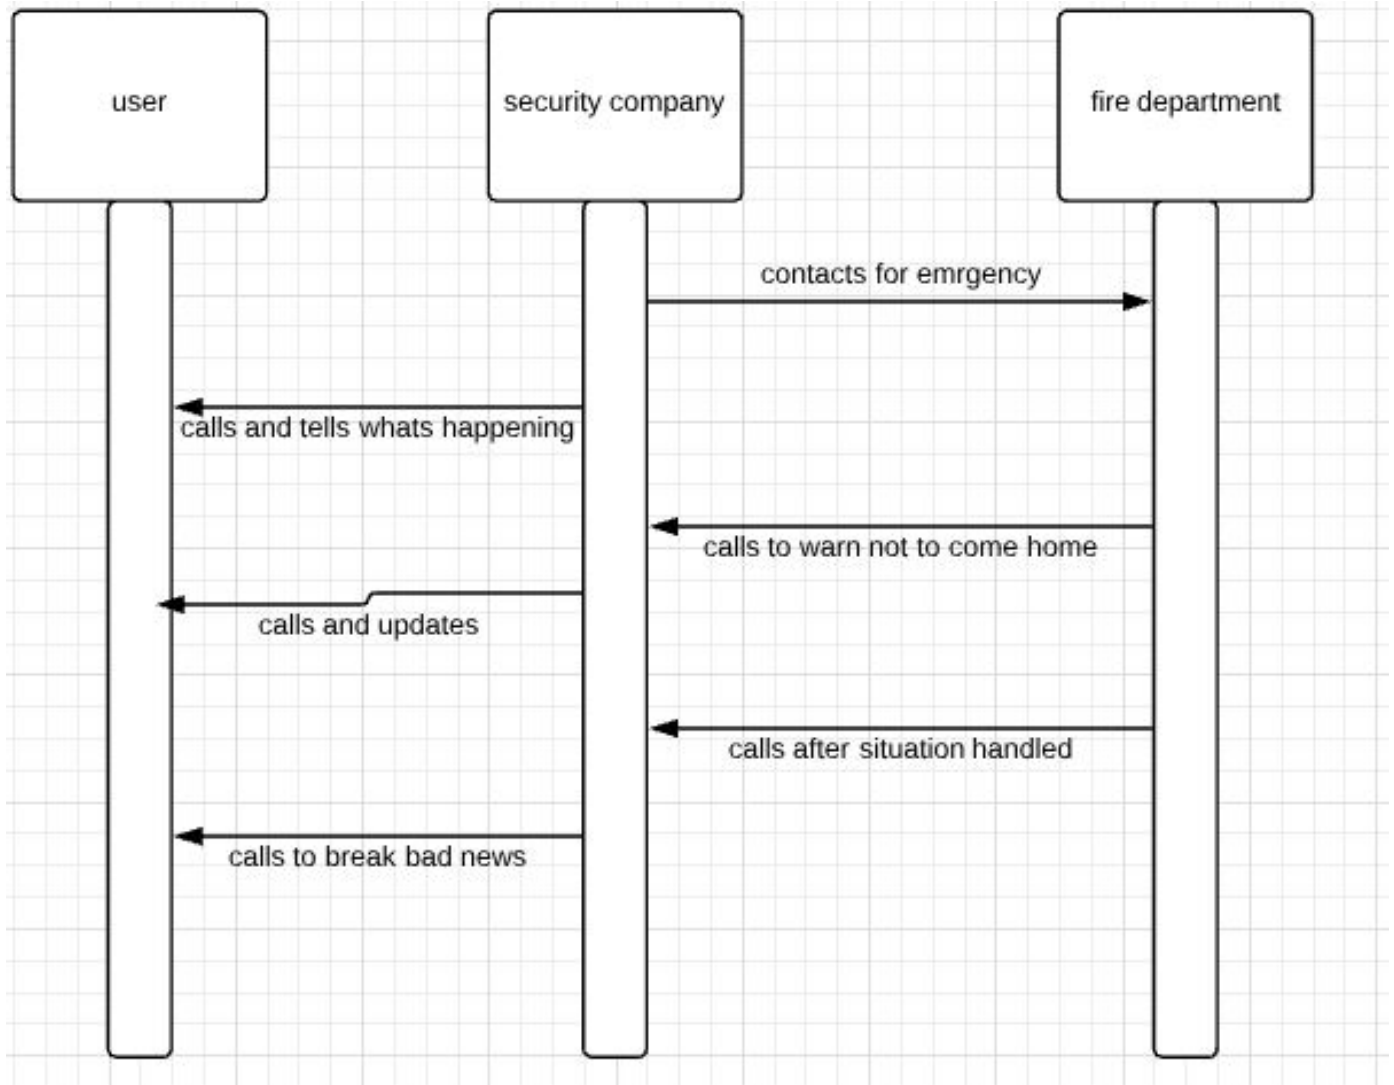 user
security company
fire department
contacts for emrgency
calls and tells whats happening
calls to warn not to come home
calls and updates
calls after situation handled
calls to break bad news